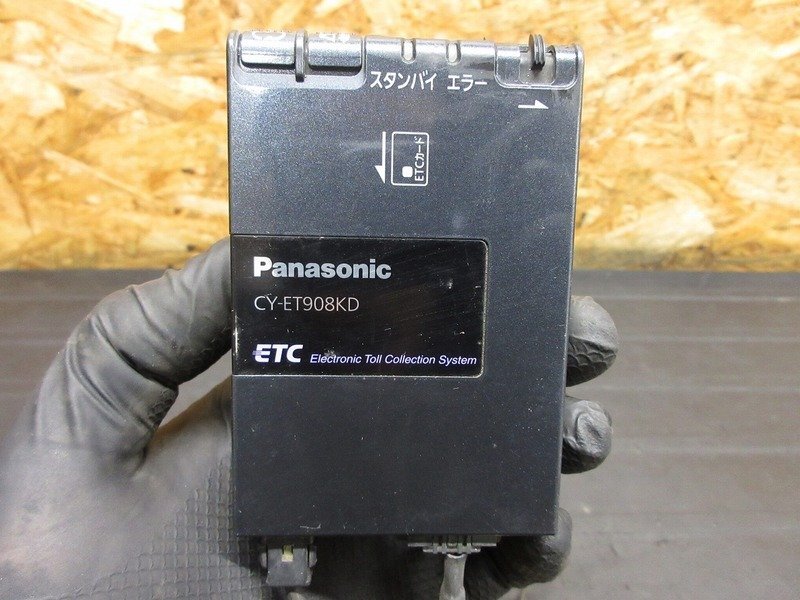 スタンバイ エラー
ETCカード
Panasonic
CY-ET908KD
ETC Electronic Toll Collection System